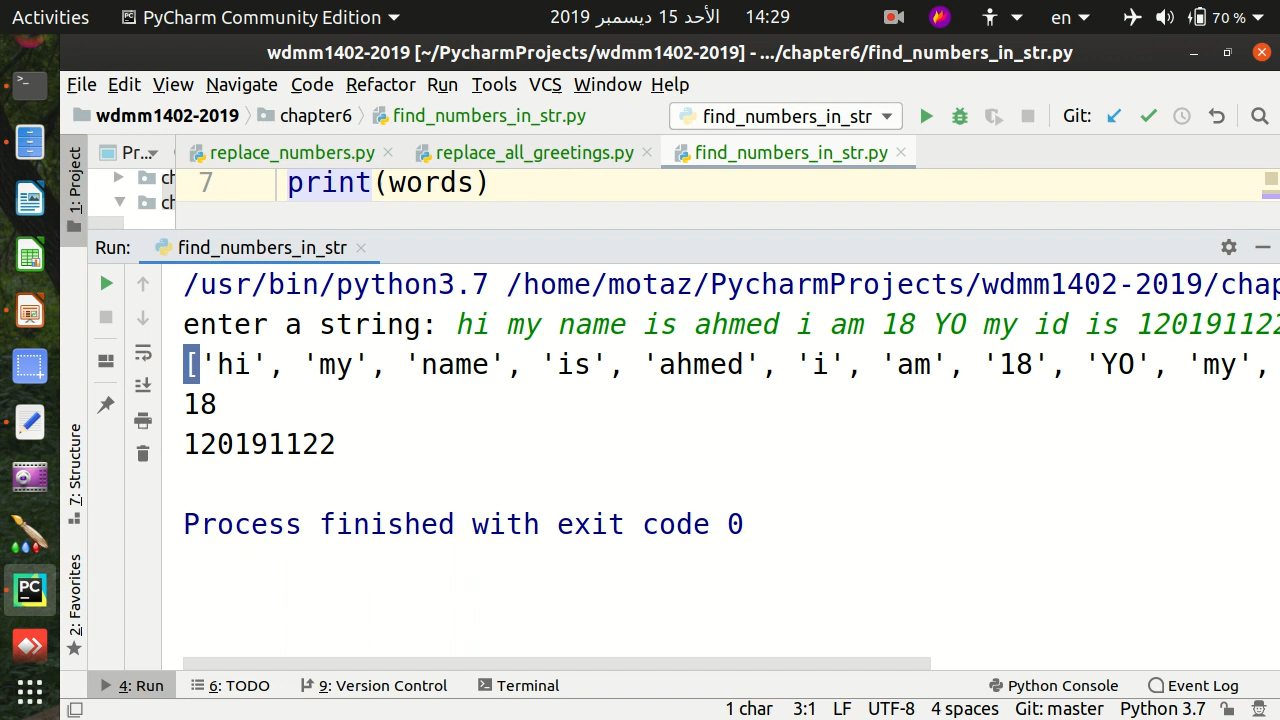 Activities PyCharm Community Edition الأحد 15 ديسمبر 2019 14:29 en 70 %
wdmm1402-2019 [~/PycharmProjects/wdmm1402-2019] - .../chapter6/find_numbers_in_str.py
File Edit View Navigate Code Refactor Run Tools VCS Window Help
wdmm1402-2019 chapter6 find_numbers_in_str.py find_numbers_in_str Git:
1: Project Pr... replace_numbers.py replace_all_greetings.py find_numbers_in_str.py
ch 7 print(words)
ch
Run: find_numbers_in_str
/usr/bin/python3.7 /home/motaz/PycharmProjects/wdmm1402-2019/chap
enter a string: hi my name is ahmed i am 18 YO my id is 120191122
['hi', 'my', 'name', 'is', 'ahmed', 'i', 'am', '18', 'YO', 'my',
18
120191122
7: Structure
Process finished with exit code 0
2: Favorites
PC
4: Run 6: TODO 9: Version Control Terminal Python Console Event Log
1 char 3:1 LF UTF-8 4 spaces Git: master Python 3.7